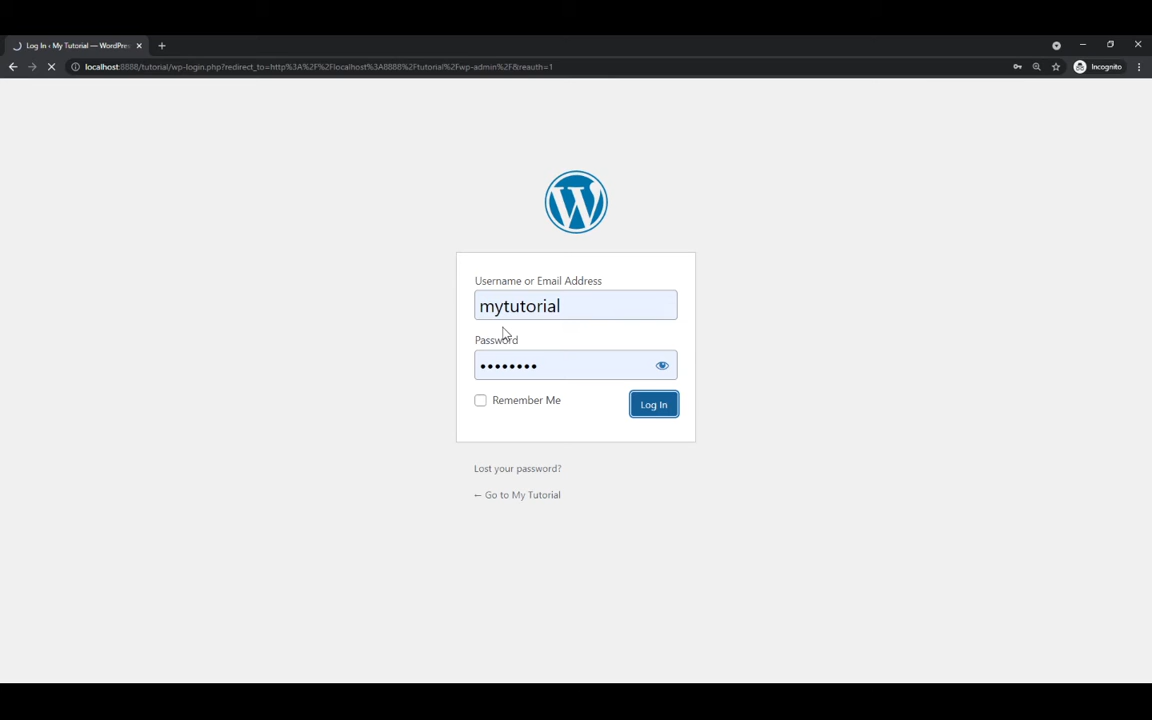 Log In ‹ My Tutorial — WordPre
localhost:8888/tutorial/wp-login.php?redirect_to=http%3A%2F%2Flocalhost%3A8888%2Ftutorial%2Fwp-admin%2F&reauth=1
Incognito
Username or Email Address
mytutorial
Password
Remember Me
Log In
Lost your password?
← Go to My Tutorial